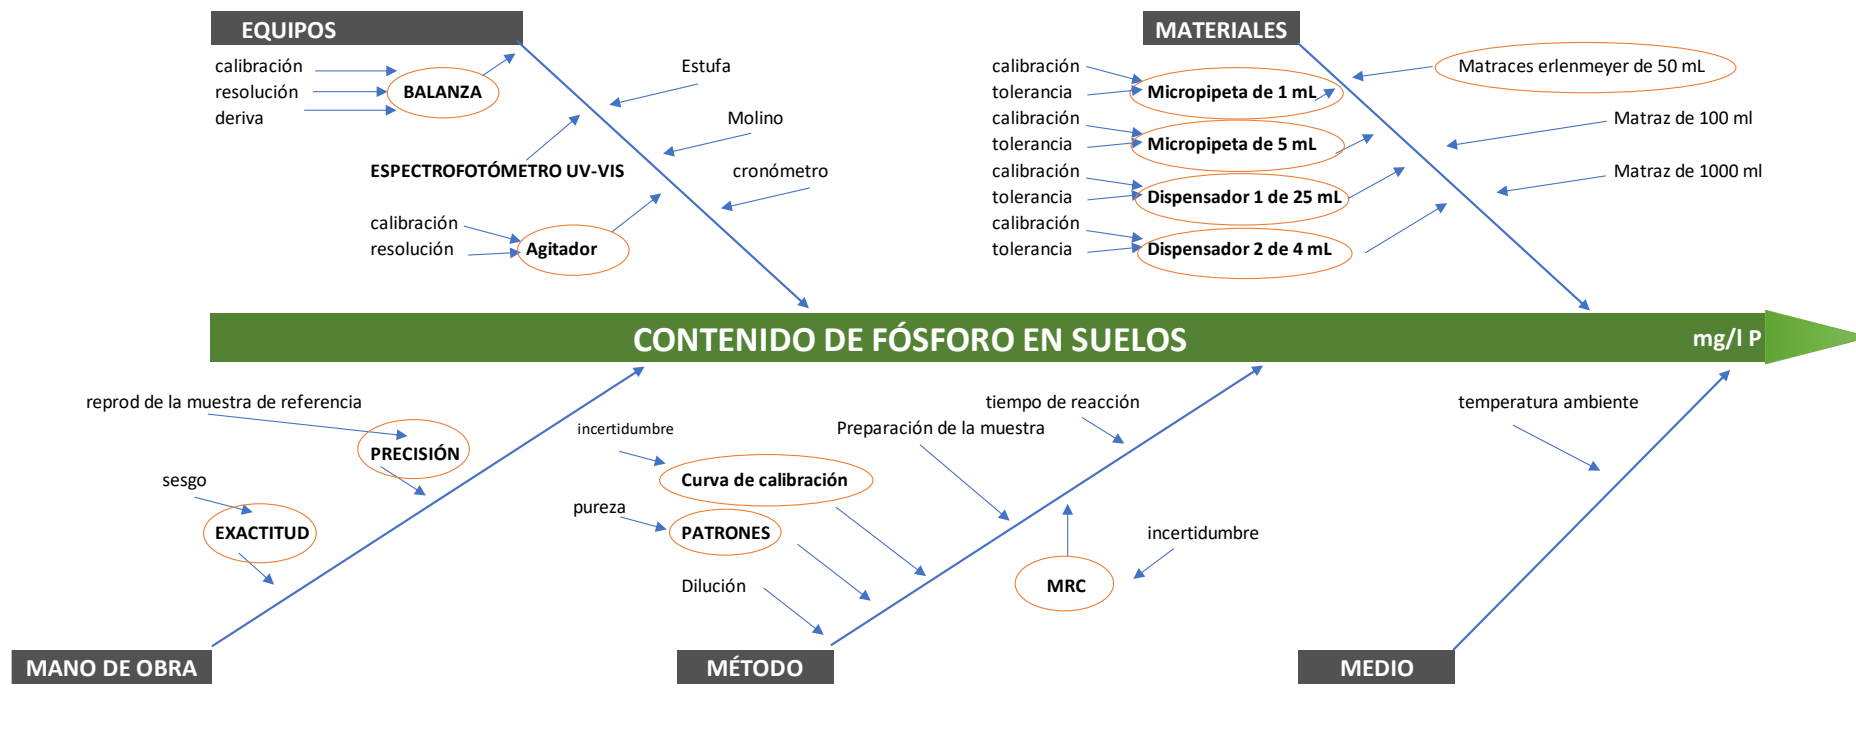 EQUIPOS
MATERIALES
calibración
resolución
deriva
BALANZA
Estufa
Molino
ESPECTROFOTÓMETRO UV-VIS
cronómetro
calibración
resolución
Agitador
calibración
tolerancia
Micropipeta de 1 mL
calibración
tolerancia
Micropipeta de 5 mL
calibración
tolerancia
Dispensador 1 de 25 mL
calibración
tolerancia
Dispensador 2 de 4 mL
Matraces erlenmeyer de 50 mL
Matraz de 100 ml
Matraz de 1000 ml
CONTENIDO DE FÓSFORO EN SUELOS
mg/l P
reprod de la muestra de referencia
PRECISIÓN
sesgo
EXACTITUD
incertidumbre
Curva de calibración
pureza
PATRONES
Dilución
tiempo de reacción
Preparación de la muestra
incertidumbre
MRC
temperatura ambiente
MANO DE OBRA
MÉTODO
MEDIO